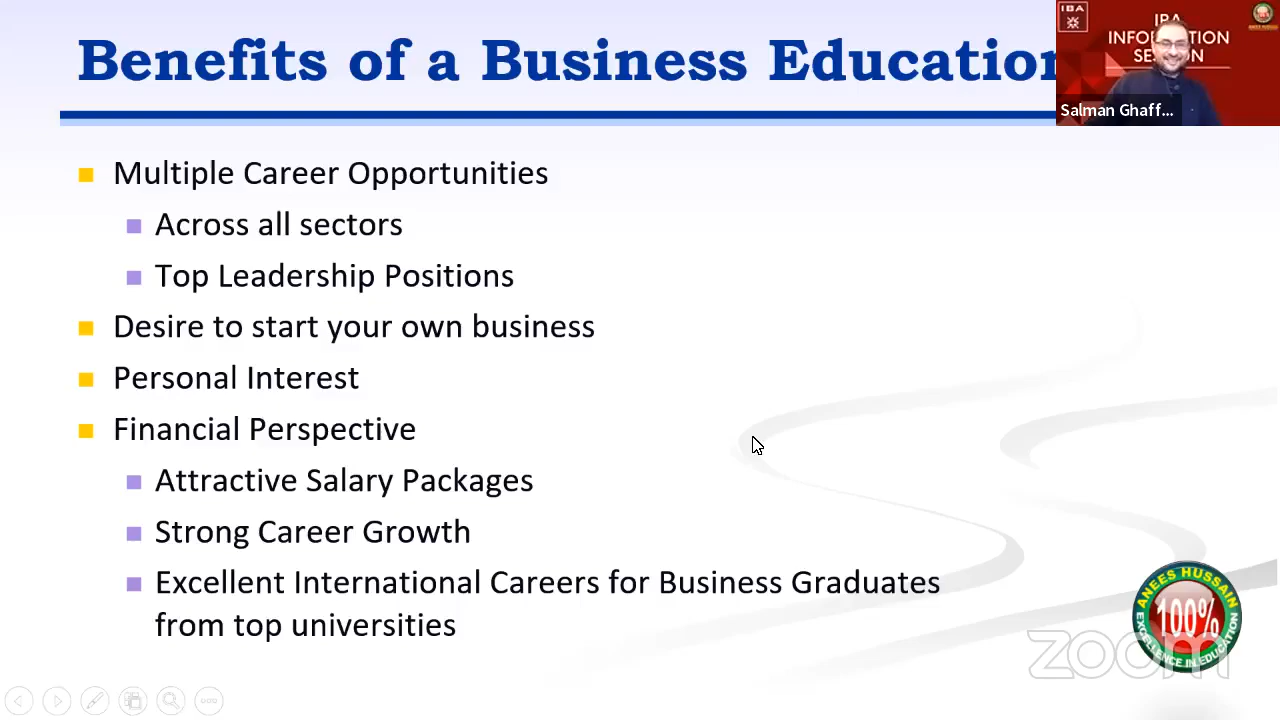 Benefits of a Business Education
IBA
IBA
INFORMATION
SESSION
Salman Ghaff...
Multiple Career Opportunities
Across all sectors
Top Leadership Positions
Desire to start your own business
Personal Interest
Financial Perspective
Attractive Salary Packages
Strong Career Growth
Excellent International Careers for Business Graduates
from top universities
ANEES HUSSAIN
100%
EXCELLENCE IN EDUCATION
zoom